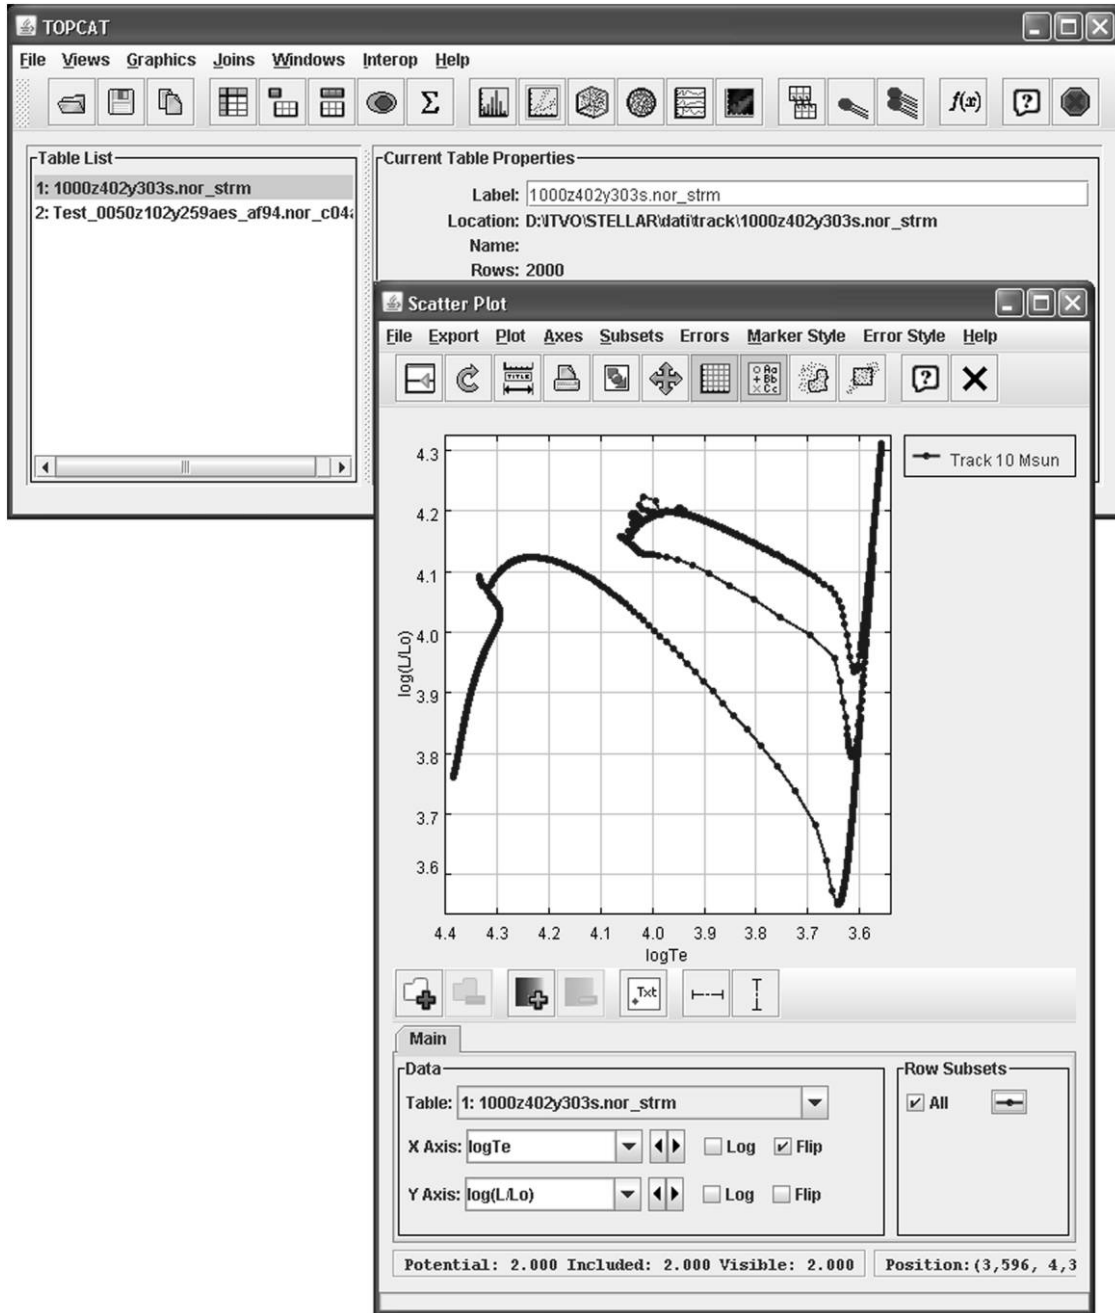 TOPCAT
File Views Graphics Joins Windows Interop Help
Σ f(x) ?
Table List
1: 1000z402y303s.nor_strm
2: Test_0050z102y259aes_af94.nor_c04
Current Table Properties
Label: 1000z402y303s.nor_strm
Location: D:\ITVO\STELLAR\dati\track\1000z402y303s.nor_strm
Name:
Rows: 2000
Scatter Plot
File Export Plot Axes Subsets Errors Marker Style Error Style Help
TITLE Aa Bb Cc ?
4.3
4.2
4.1
4.0
3.9
3.8
3.7
3.6
log(L/Lo)
Track 10 Msun
4.4 4.3 4.2 4.1 4.0 3.9 3.8 3.7 3.6
logTe
Txt
Main
Data
Table: 1: 1000z402y303s.nor_strm
X Axis: logTe Log Flip
Y Axis: log(L/Lo) Log Flip
Row Subsets
All
Potential: 2.000 Included: 2.000 Visible: 2.000
Position: (3,596, 4,3